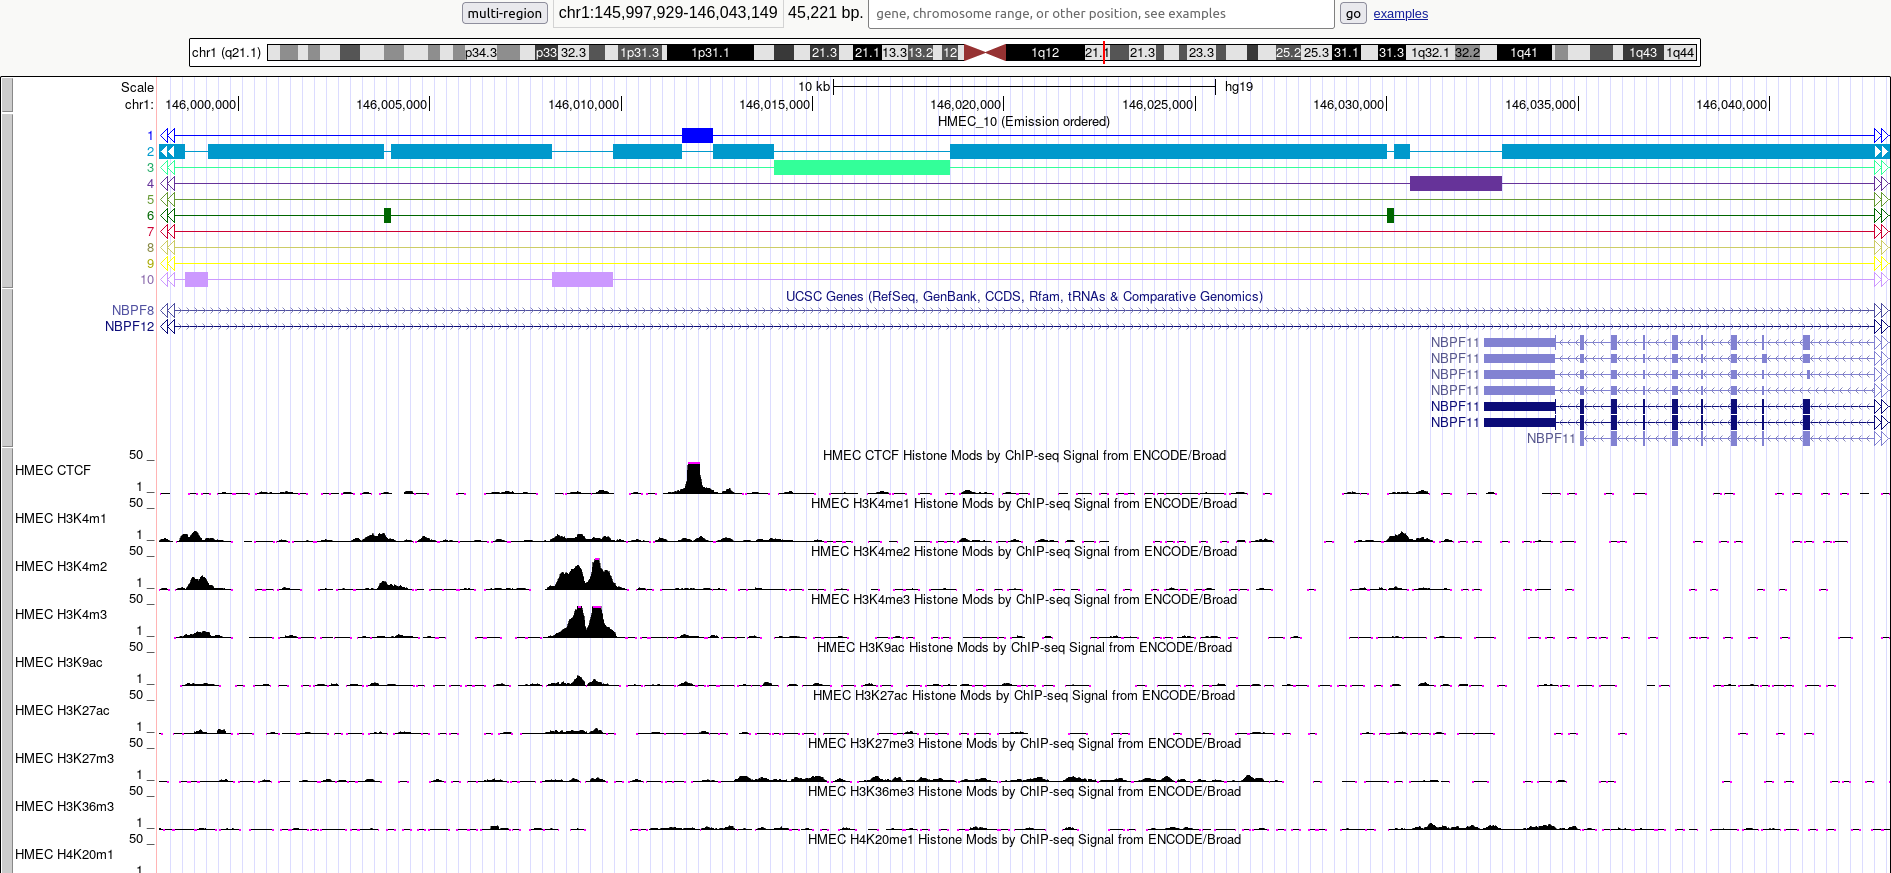 multi-region chr1:145,997,929-146,043,149 45,221 bp. gene, chromosome range, or other position, see examples go examples
chr1 (q21.1) p34.3 p33 32.3 1p31.3 1p31.1 21.3 21.1 13.3 13.2 12 1q12 21.1 21.3 23.3 25.2 25.3 31.1 31.3 1q32.1 32.2 1q41 1q43 1q44
Scale 10 kb hg19
chr1: 146,000,000 146,005,000 146,010,000 146,015,000 146,020,000 146,025,000 146,030,000 146,035,000 146,040,000
HMEC_10 (Emission ordered)
1
2
3
4
5
6
7
8
9
10
UCSC Genes (RefSeq, GenBank, CCDS, Rfam, tRNAs & Comparative Genomics)
NBPF8
NBPF12
NBPF11
NBPF11
NBPF11
NBPF11
NBPF11
NBPF11
NBPF11
HMEC CTCF Histone Mods by ChIP-seq Signal from ENCODE/Broad
50 _
HMEC CTCF
1 _
HMEC H3K4me1 Histone Mods by ChIP-seq Signal from ENCODE/Broad
50 _
HMEC H3K4m1
1 _
HMEC H3K4me2 Histone Mods by ChIP-seq Signal from ENCODE/Broad
50 _
HMEC H3K4m2
1 _
HMEC H3K4me3 Histone Mods by ChIP-seq Signal from ENCODE/Broad
50 _
HMEC H3K4m3
1 _
HMEC H3K9ac Histone Mods by ChIP-seq Signal from ENCODE/Broad
50 _
HMEC H3K9ac
1 _
HMEC H3K27ac Histone Mods by ChIP-seq Signal from ENCODE/Broad
50 _
HMEC H3K27ac
1 _
HMEC H3K27me3 Histone Mods by ChIP-seq Signal from ENCODE/Broad
50 _
HMEC H3K27m3
1 _
HMEC H3K36me3 Histone Mods by ChIP-seq Signal from ENCODE/Broad
50 _
HMEC H3K36m3
1 _
HMEC H4K20me1 Histone Mods by ChIP-seq Signal from ENCODE/Broad
50 _
HMEC H4K20m1
1